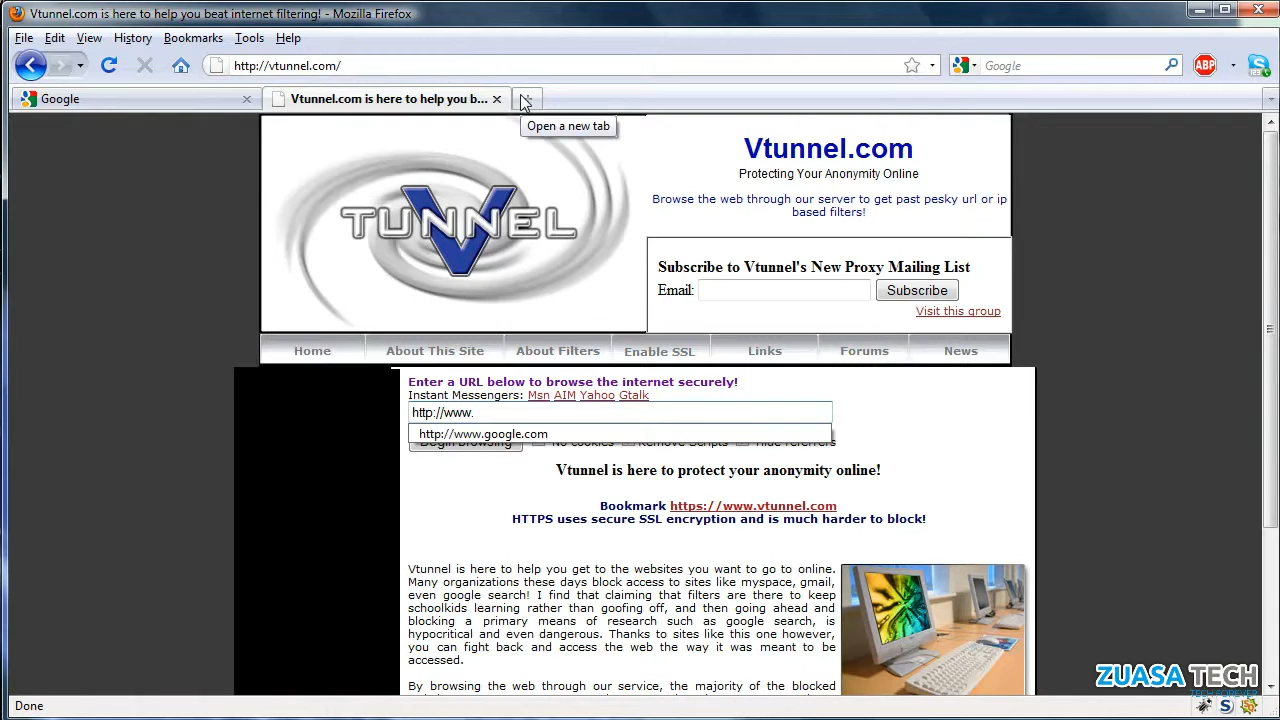 Vtunnel.com is here to help you beat internet filtering! - Mozilla Firefox
File Edit View History Bookmarks Tools Help
http://vtunnel.com/
Google
ABP
Google
Vtunnel.com is here to help you b...
Open a new tab
V
TUNNEL
Vtunnel.com
Protecting Your Anonymity Online
Browse the web through our server to get past pesky url or ip
based filters!
Subscribe to Vtunnel's New Proxy Mailing List
Email:
Subscribe
Visit this group
Home About This Site About Filters Enable SSL Links Forums News
Enter a URL below to browse the internet securely!
Instant Messengers: Msn AIM Yahoo Gtalk
http://www.
http://www.google.com
Begin Browsing No cookies Remove Scripts Hide referrers
Vtunnel is here to protect your anonymity online!
Bookmark https://www.vtunnel.com
HTTPS uses secure SSL encryption and is much harder to block!
Vtunnel is here to help you get to the websites you want to go to online.
Many organizations these days block access to sites like myspace, gmail,
even google search! I find that claiming that filters are there to keep
schoolkids learning rather than goofing off, and then going ahead and
blocking a primary means of research such as google search, is
hypocritical and even dangerous. Thanks to sites like this one however,
you can fight back and access the web the way it was meant to be
accessed.
By browsing the web through our service, the majority of the blocked
ZUASA TECH
TECH FOREVER
Done